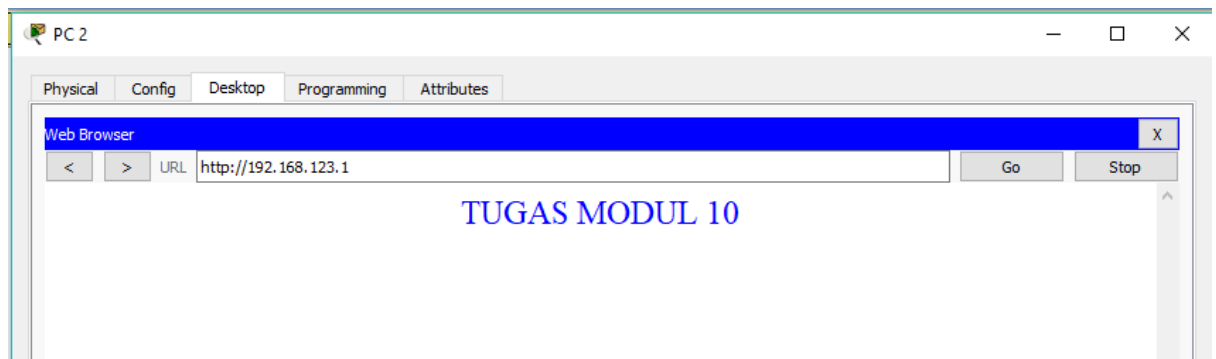 PC 2
Physical Config Desktop Programming Attributes
Web Browser X
< > URL http://192.168.123.1 Go Stop
TUGAS MODUL 10